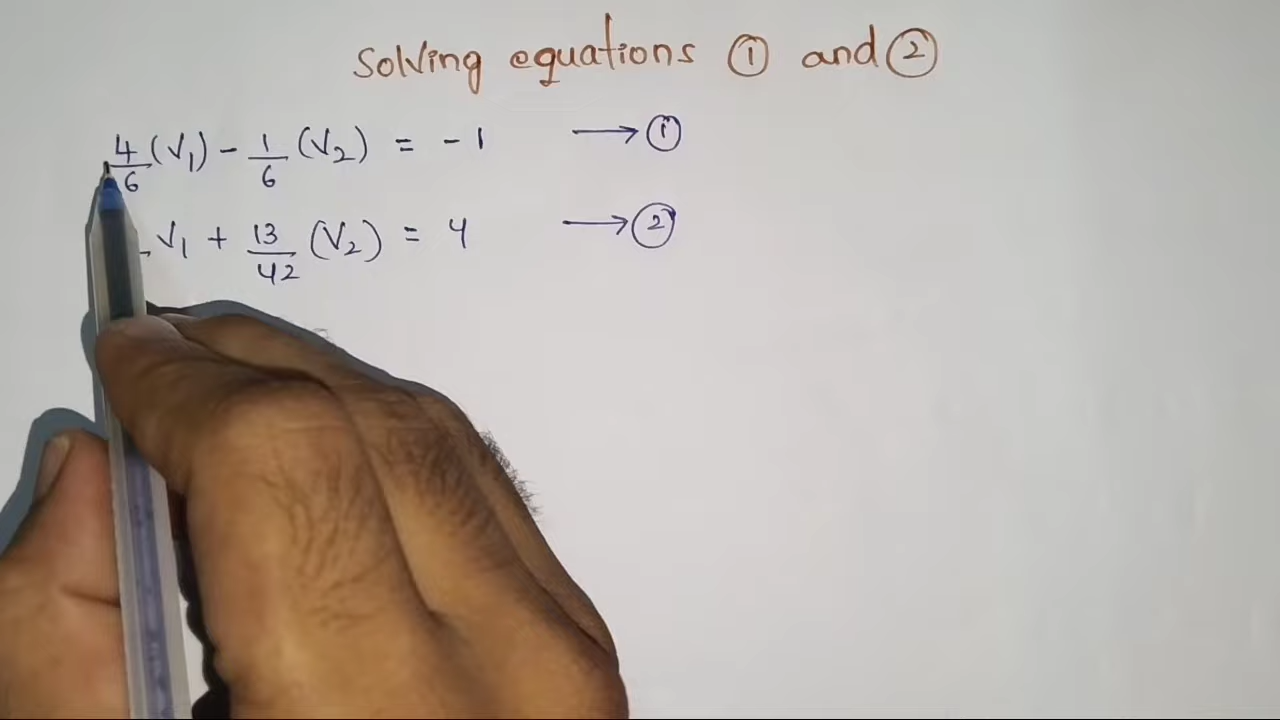 Solving equations ① and ②
4/6 (V₁) - 1/6 (V₂) = -1 → ①
V₁ + 13/42 (V₂) = 4 → ②